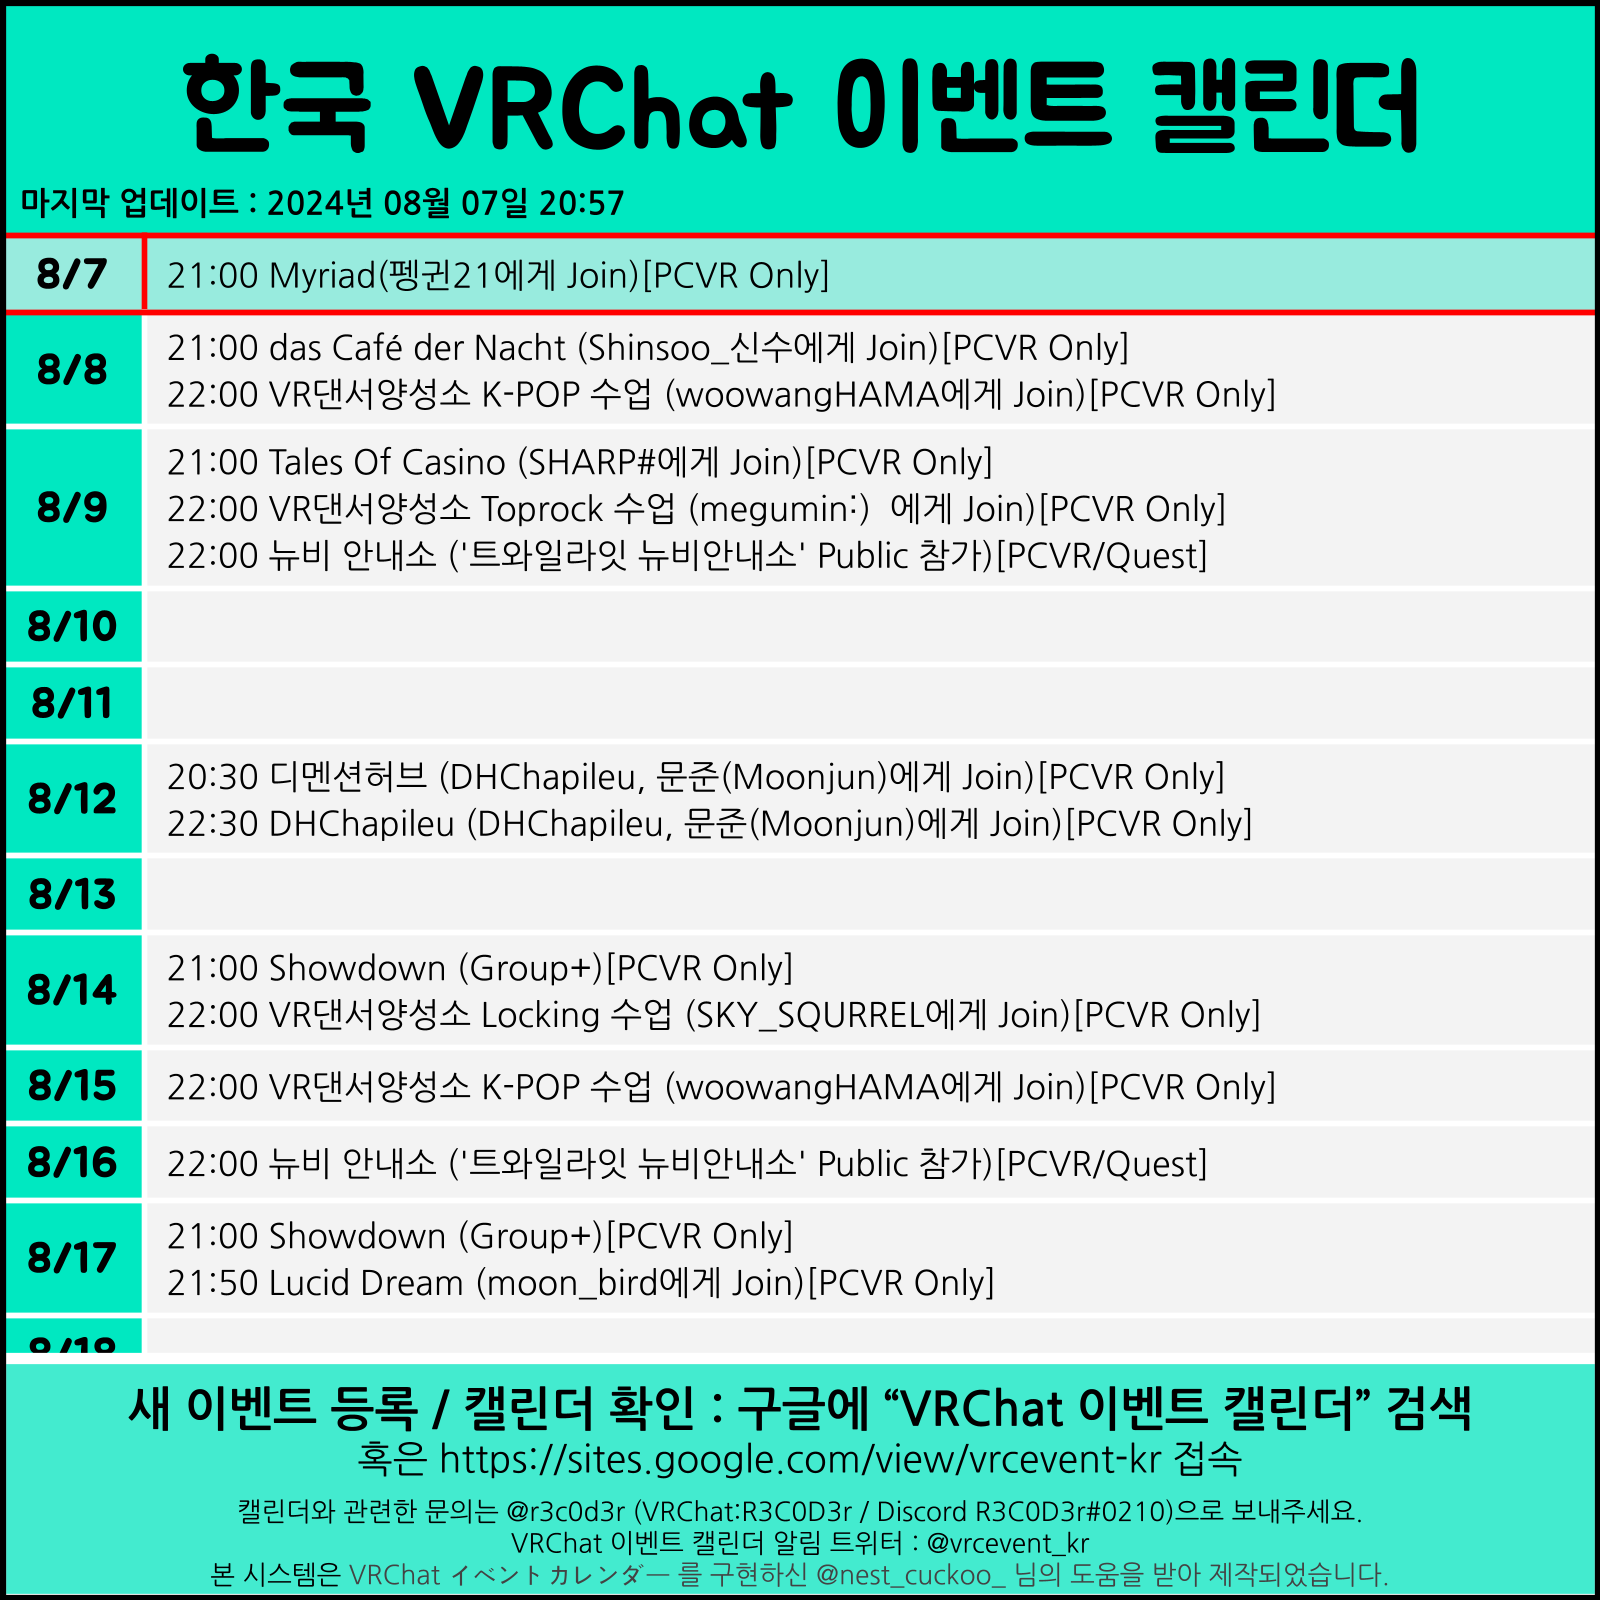 한국 VRChat 이벤트 캘린더
마지막 업데이트 : 2024년 08월 07일 20:57
8/7
21:00 Myriad(펭귄21에게 Join)[PCVR Only]
8/8
21:00 das Café der Nacht (Shinsoo_신수에게 Join)[PCVR Only]
22:00 VR댄서양성소 K-POP 수업 (woowangHAMA에게 Join)[PCVR Only]
8/9
21:00 Tales Of Casino (SHARP#에게 Join)[PCVR Only]
22:00 VR댄서양성소 Toprock 수업 (megumin:)  에게 Join)[PCVR Only]
22:00 뉴비 안내소 ('트와일라잇 뉴비안내소' Public 참가)[PCVR/Quest]
8/10
8/11
8/12
20:30 디멘션허브 (DHChapileu, 문준(Moonjun)에게 Join)[PCVR Only]
22:30 DHChapileu (DHChapileu, 문준(Moonjun)에게 Join)[PCVR Only]
8/13
8/14
21:00 Showdown (Group+)[PCVR Only]
22:00 VR댄서양성소 Locking 수업 (SKY_SQURREL에게 Join)[PCVR Only]
8/15
22:00 VR댄서양성소 K-POP 수업 (woowangHAMA에게 Join)[PCVR Only]
8/16
22:00 뉴비 안내소 ('트와일라잇 뉴비안내소' Public 참가)[PCVR/Quest]
8/17
21:00 Showdown (Group+)[PCVR Only]
21:50 Lucid Dream (moon_bird에게 Join)[PCVR Only]
8/18
새 이벤트 등록 / 캘린더 확인 : 구글에 “VRChat 이벤트 캘린더” 검색
혹은 https://sites.google.com/view/vrcevent-kr 접속
캘린더와 관련한 문의는 @r3c0d3r (VRChat:R3C0D3r / Discord R3C0D3r#0210)으로 보내주세요.
VRChat 이벤트 캘린더 알림 트위터 : @vrcevent_kr
본 시스템은 VRChat イベントカレンダー 를 구현하신 @nest_cuckoo_ 님의 도움을 받아 제작되었습니다.